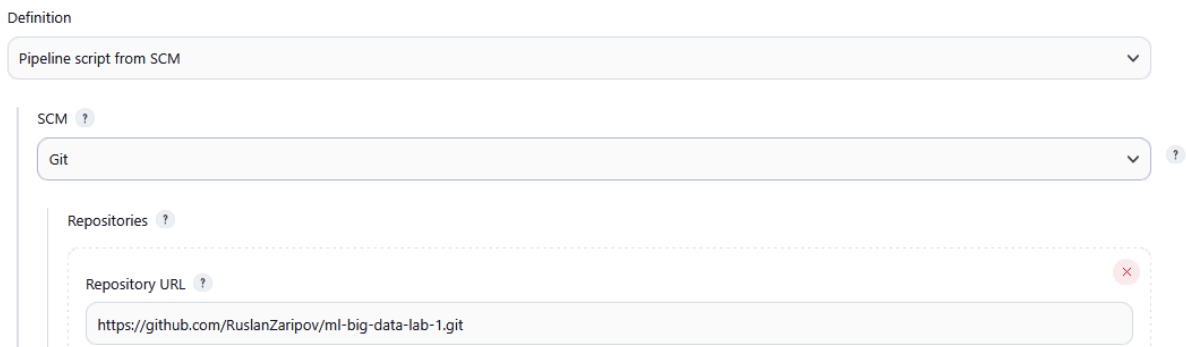 Definition
Pipeline script from SCM
SCM ?
Git
?
Repositories ?
Repository URL ?
https://github.com/RuslanZaripov/ml-big-data-lab-1.git